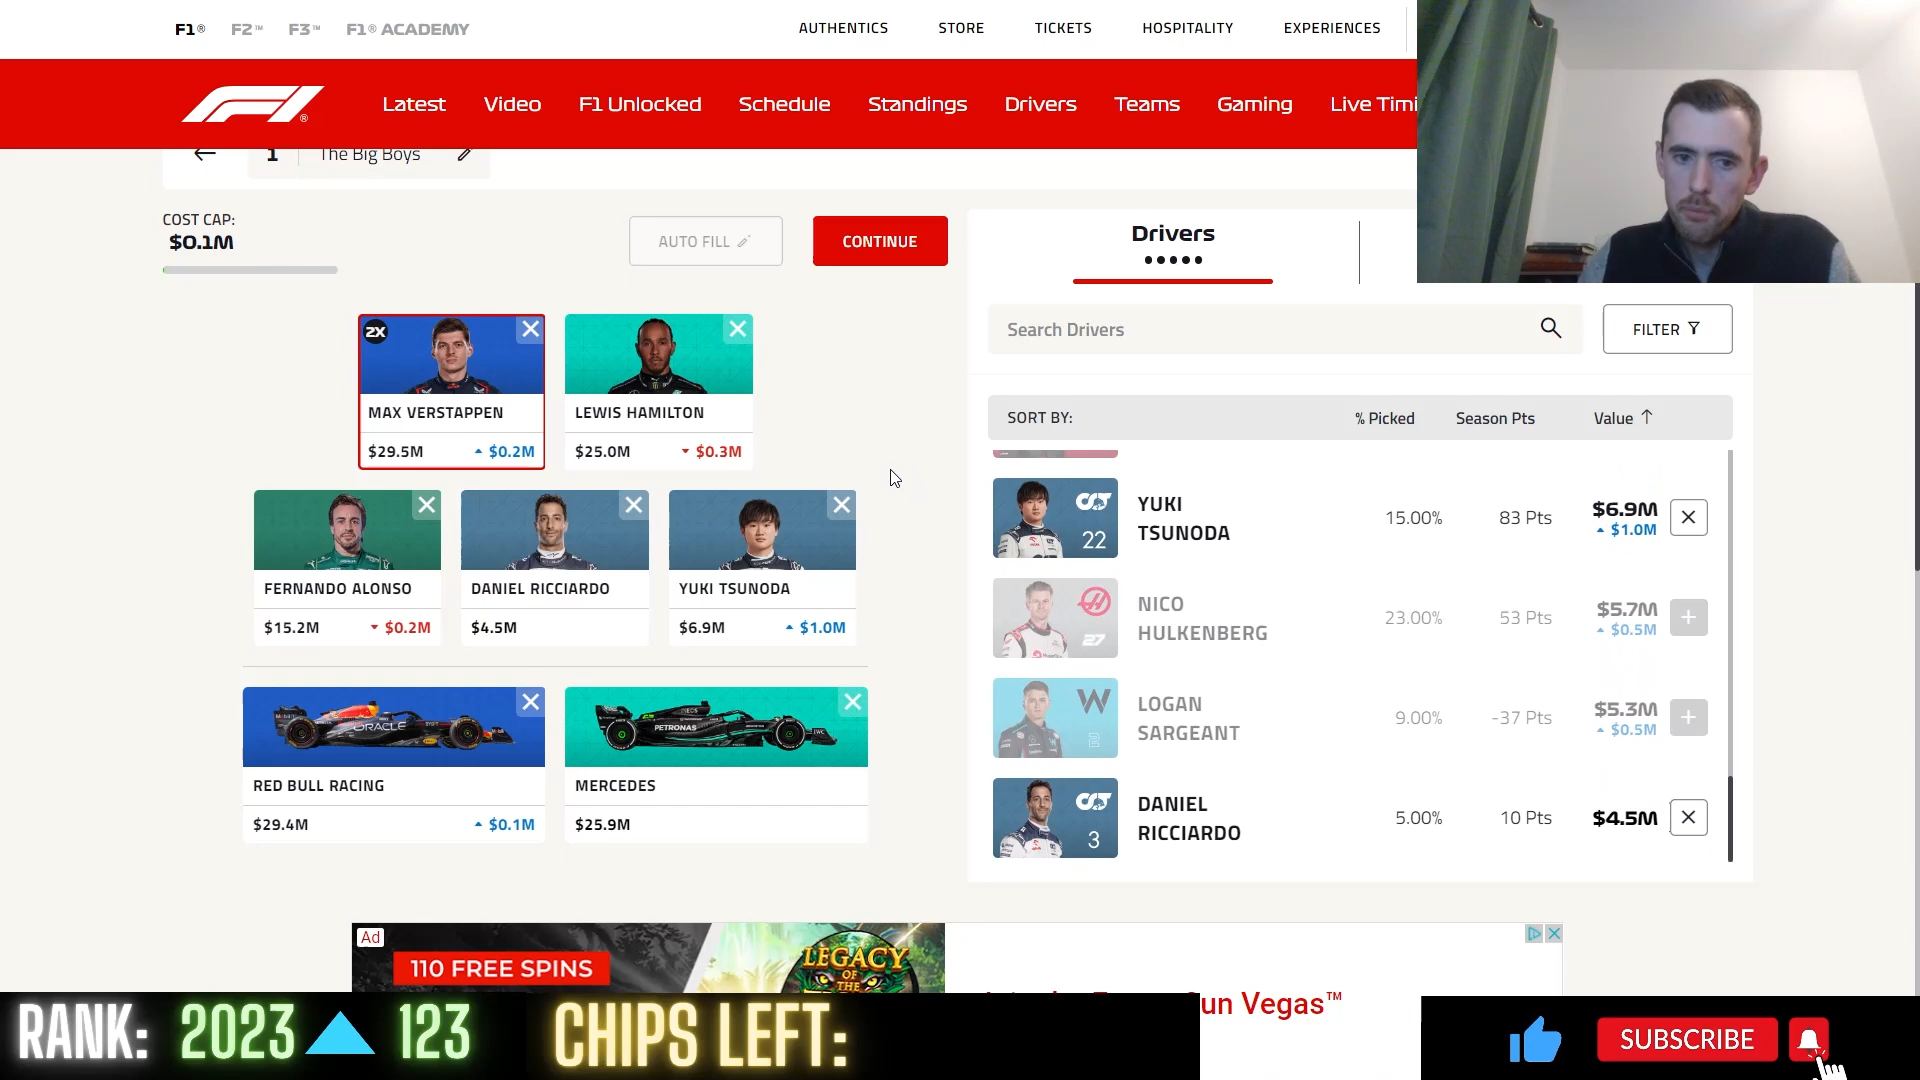 F1® F2™ F3™ F1® ACADEMY AUTHENTICS STORE TICKETS HOSPITALITY EXPERIENCES
F1® Latest Video F1 Unlocked Schedule Standings Drivers Teams Gaming Live Timi
1 The Big Boys
COST CAP:
$0.1M
AUTO FILL
CONTINUE
Drivers
Search Drivers
FILTER
SORT BY: % Picked Season Pts Value
2X
MAX VERSTAPPEN
$29.5M $0.2M
LEWIS HAMILTON
$25.0M $0.3M
FERNANDO ALONSO
$15.2M $0.2M
DANIEL RICCIARDO
$4.5M
YUKI TSUNODA
$6.9M $1.0M
ORACLE
RED BULL RACING
$29.4M $0.1M
PETRONAS
MERCEDES
$25.9M
22
YUKI
TSUNODA
15.00% 83 Pts $6.9M
$1.0M
27
NICO
HULKENBERG
23.00% 53 Pts $5.7M
$0.5M
W
2
LOGAN
SARGEANT
9.00% -37 Pts $5.3M
$0.5M
3
DANIEL
RICCIARDO
5.00% 10 Pts $4.5M
Ad
110 FREE SPINS
LEGACY
OF
THE
un Vegas™
RANK: 2023 123 CHIPS LEFT:
SUBSCRIBE